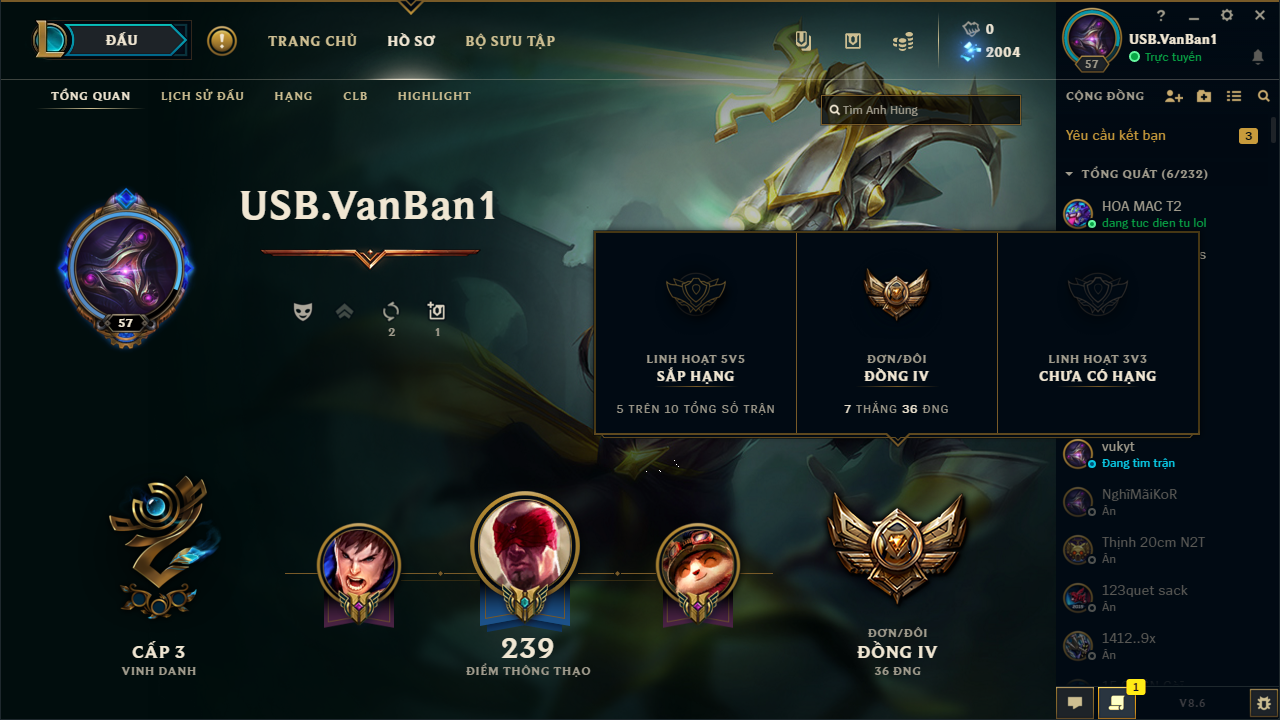 ĐẤU
!
TRANG CHỦ
HỒ SƠ
BỘ SƯU TẬP
0
2004
?
USB.VanBan1
Trực tuyến
57
TỔNG QUAN
LỊCH SỬ ĐẤU
HẠNG
CLB
HIGHLIGHT
Tìm Anh Hùng
CỘNG ĐỒNG
Yêu cầu kết bạn
3
TỔNG QUÁT (6/232)
HOA MAC T2
dang tuc dien tu lol
s
USB.VanBan1
57
2
1
LINH HOẠT 5V5
SẮP HẠNG
5 TRÊN 10 TỔNG SỐ TRẬN
ĐƠN/ĐÔI
ĐỒNG IV
7 THẮNG 36 ĐNG
LINH HOẠT 3V3
CHƯA CÓ HẠNG
vukyt
Đang tìm trận
NghĩMãiKoR
Ẩn
Thịnh 20cm N2T
Ẩn
123quet sack
Ẩn
1412..9x
Ẩn
CẤP 3
VINH DANH
239
ĐIỂM THÔNG THẠO
ĐƠN/ĐÔI
ĐỒNG IV
36 ĐNG
1
V8.6